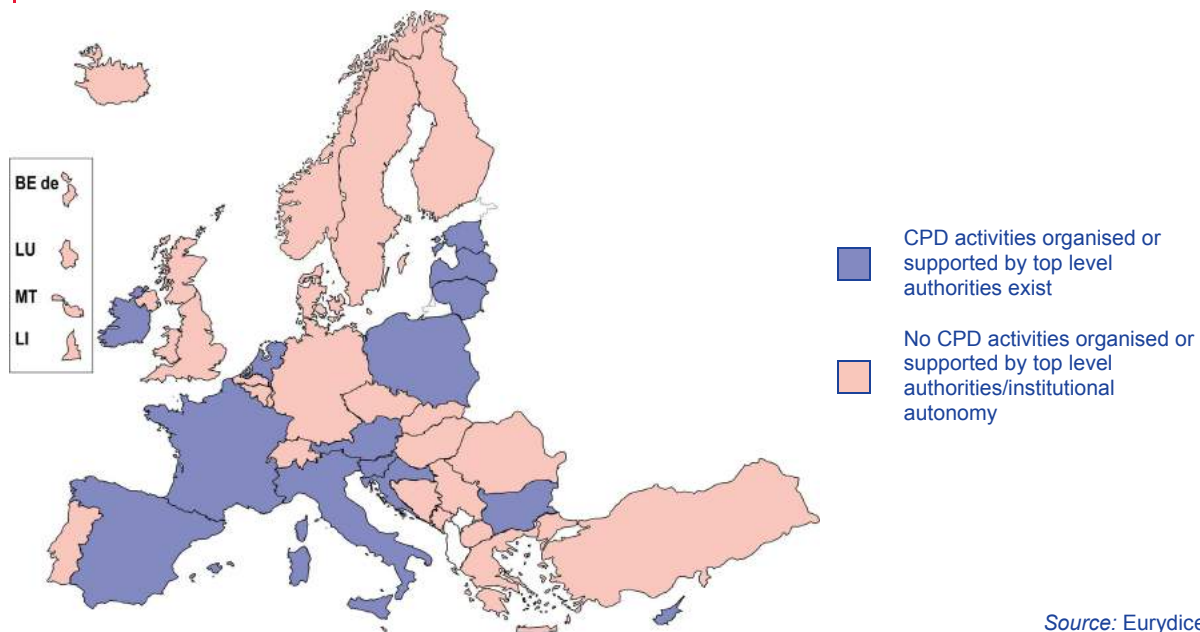 BE de
LU
MT
LI
CPD activities organised or
supported by top level
authorities exist
No CPD activities organised or
supported by top level
authorities/institutional
autonomy
Source: Eurydice